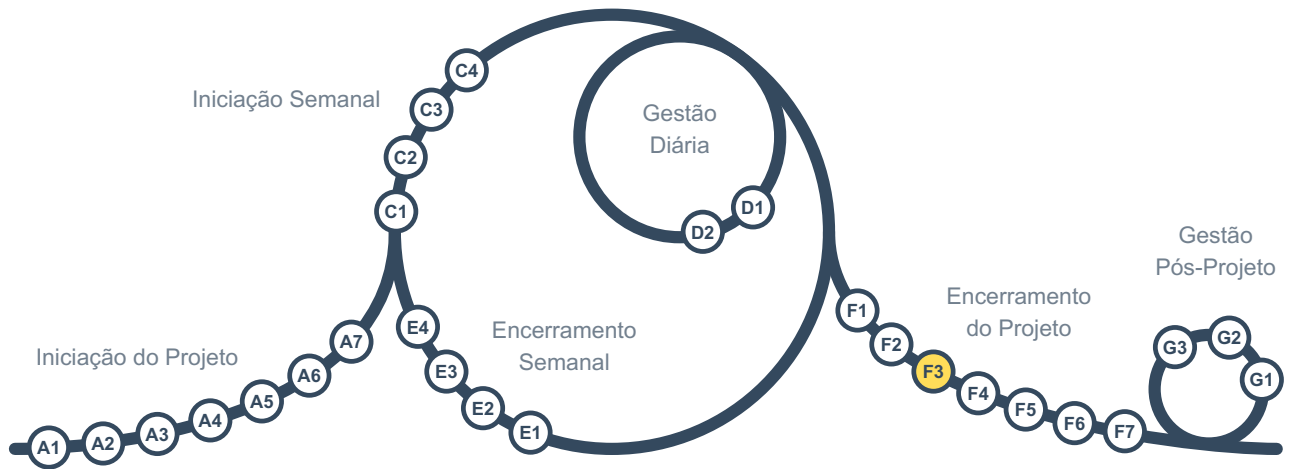 Iniciação do Projeto
A1
A2
A3
A4
A5
A6
A7
Iniciação Semanal
C1
C2
C3
C4
Gestão
Diária
D1
D2
Encerramento
Semanal
E1
E2
E3
E4
Encerramento
do Projeto
F1
F2
F3
F4
F5
F6
F7
Gestão
Pós-Projeto
G1
G2
G3